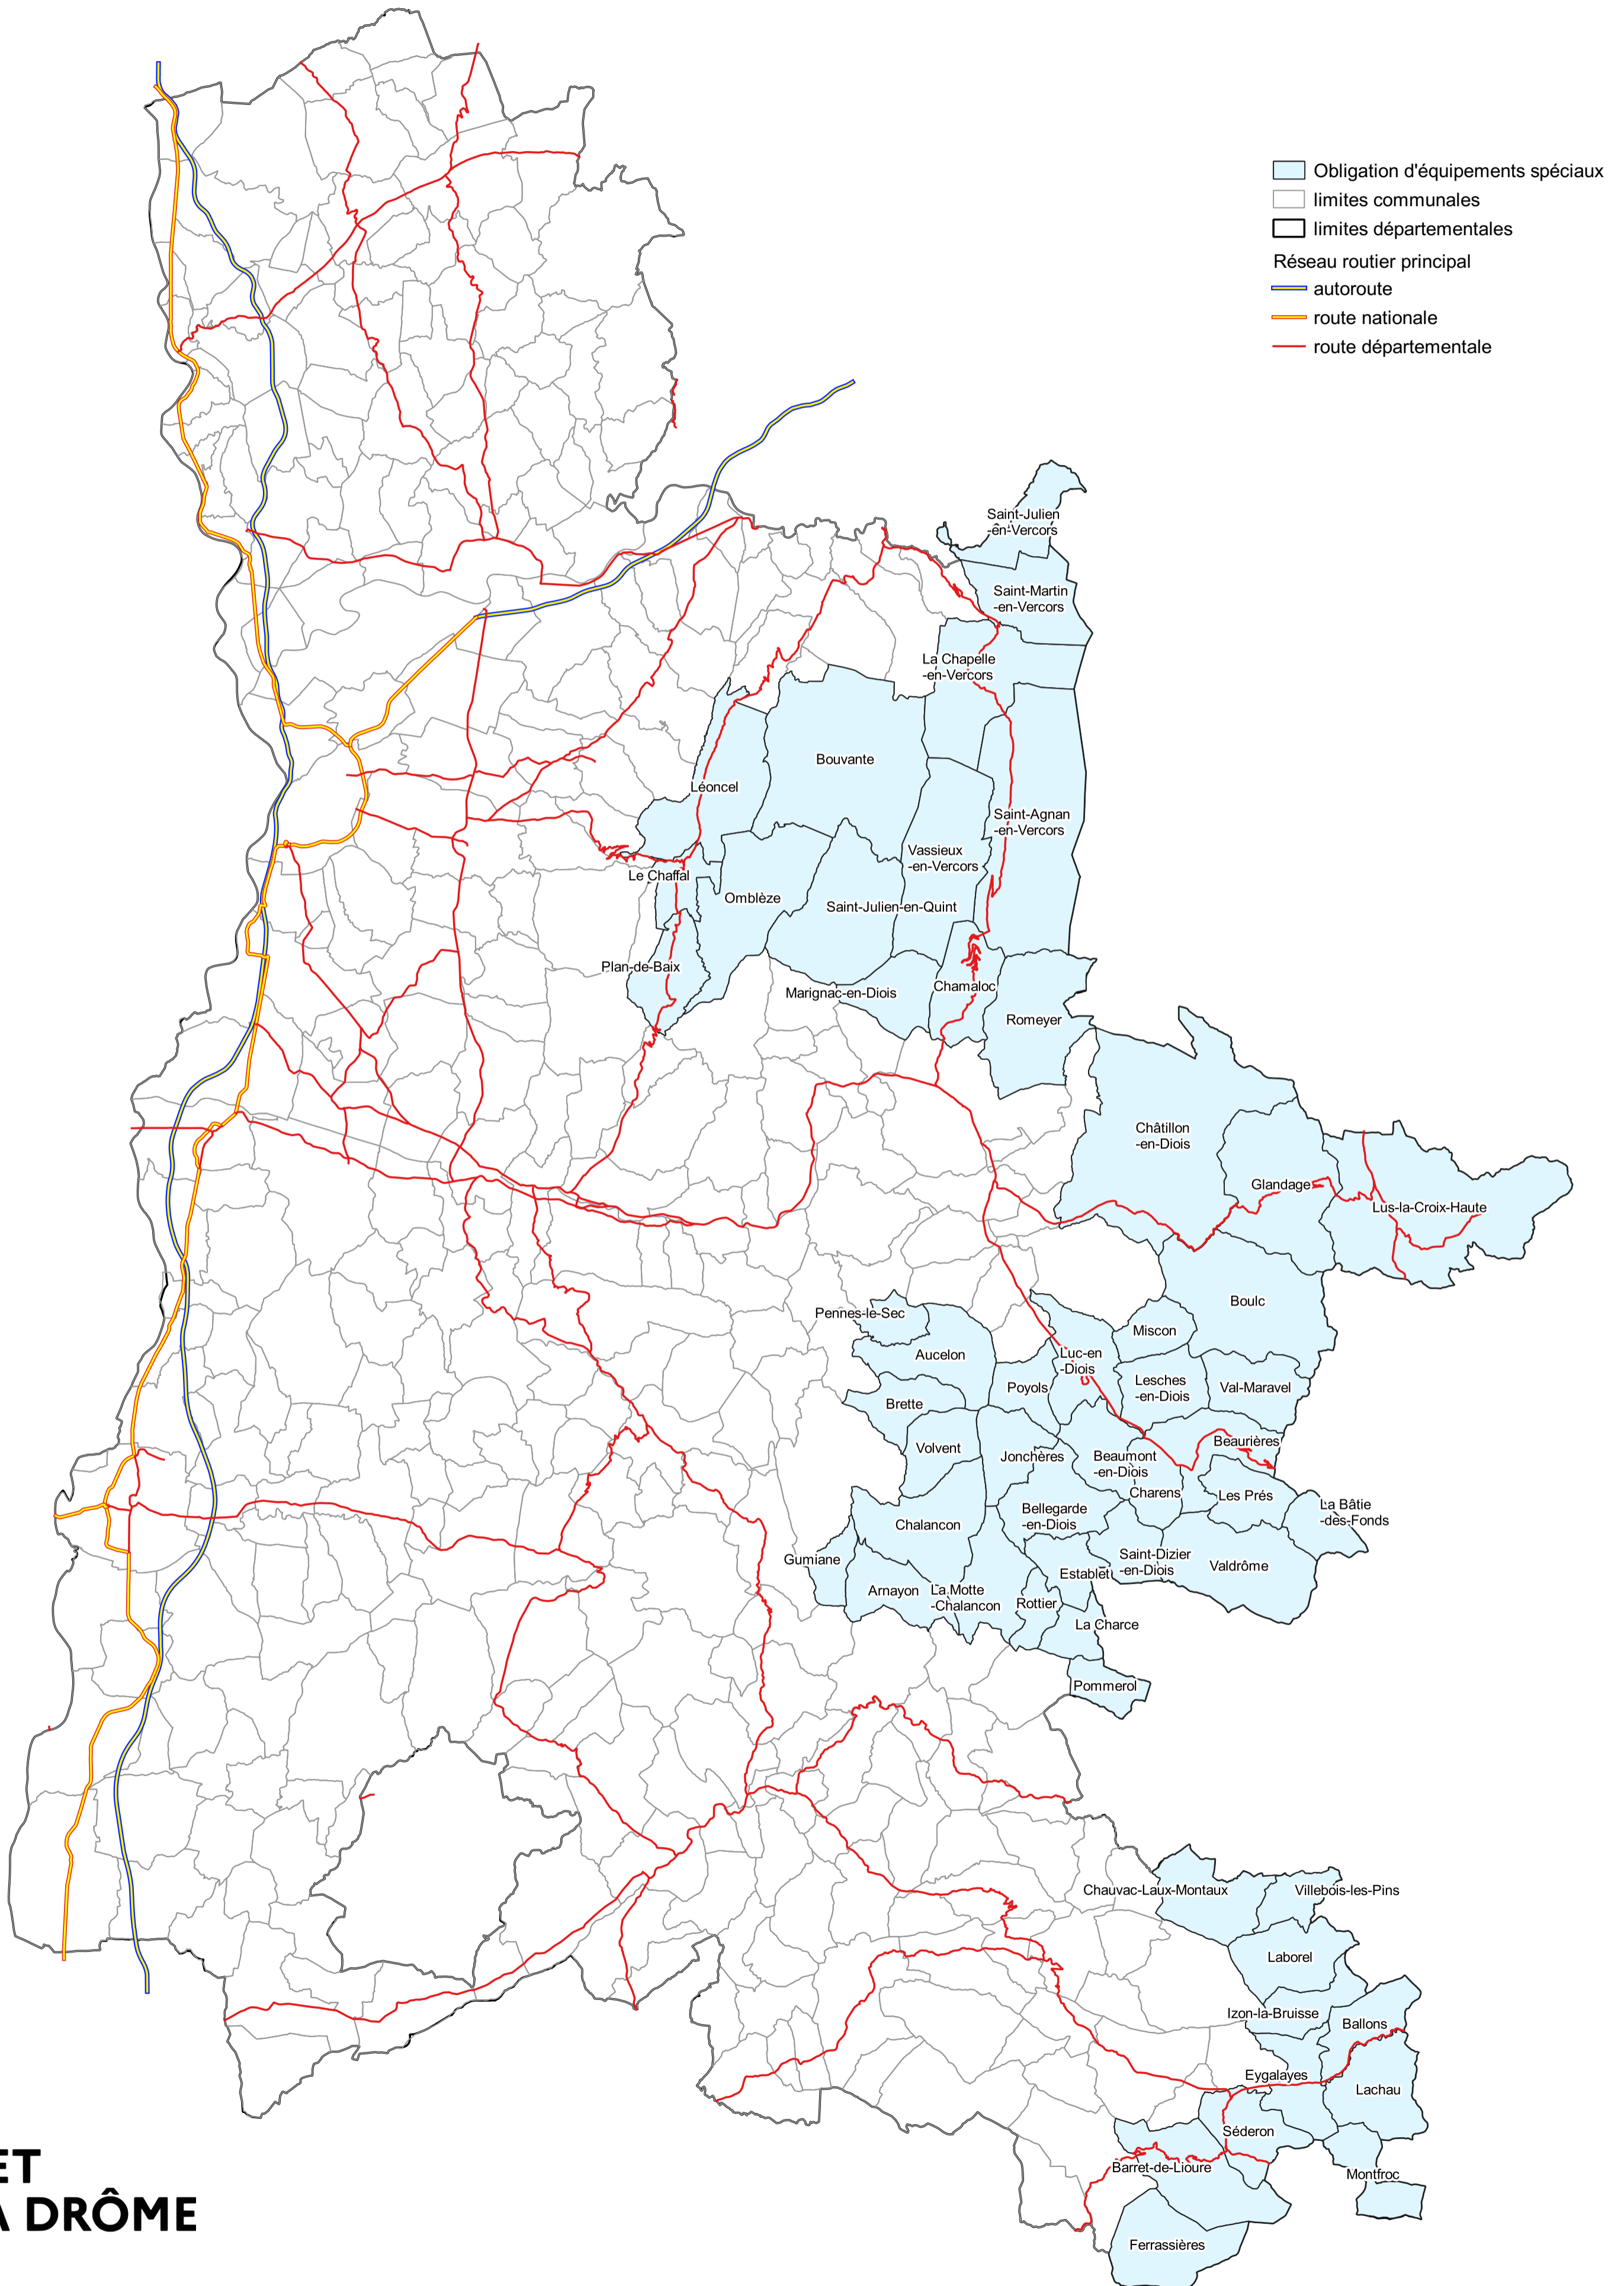 Obligation d'équipements spéciaux
limites communales
limites départementales
Réseau routier principal
autoroute
route nationale
route départementale
Saint-Julien
-en-Vercors
Saint-Martin
-en-Vercors
La Chapelle
-en-Vercors
Bouvante
Léoncel
Saint-Agnan
-en-Vercors
Vassieux
-en-Vercors
Le Chaffal
Omblèze
Saint-Julien-en-Quint
Plan-de-Baix
Marignac-en-Diois
Chamaloc
Romeyer
Châtillon
-en-Diois
Glandage
Lus-la-Croix-Haute
Boulc
Pennes-le-Sec
Miscon
Aucelon
Luc-en
-Diois
Poyols
Lesches
-en-Diois
Val-Maravel
Brette
Volvent
Jonchères
Beaurières
Beaumont
-en-Diois
Charens
Les Prés
La Bâtie
-des-Fonds
Bellegarde
-en-Diois
Chalancon
Gumiane
Saint-Dizier
-en-Diois
Valdrôme
Establet
Arnayon
La Motte
-Chalancon
Rottier
La Charce
Pommerol
Chauvac-Laux-Montaux
Villebois-les-Pins
Laborel
Izon-la-Bruisse
Ballons
Eygalayes
Lachau
Séderon
Barret-de-Lioure
Montfroc
Ferrassières
ET
A DRÔME